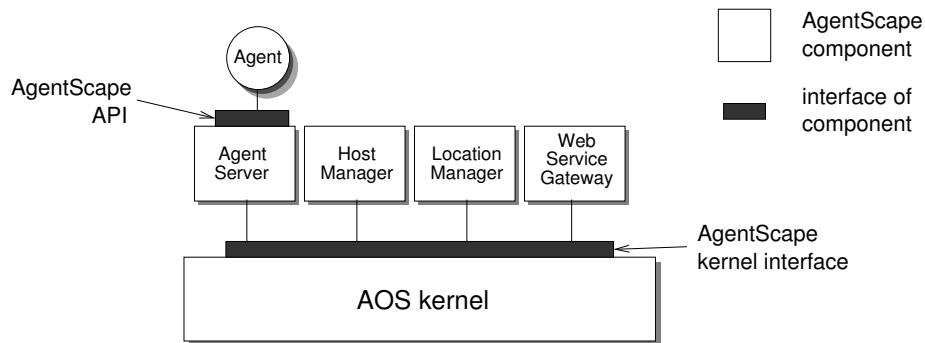 AgentScape
component
interface of
component
Agent
AgentScape
API
Agent
Server
Host
Manager
Location
Manager
Web
Service
Gateway
AgentScape
kernel interface
AOS kernel